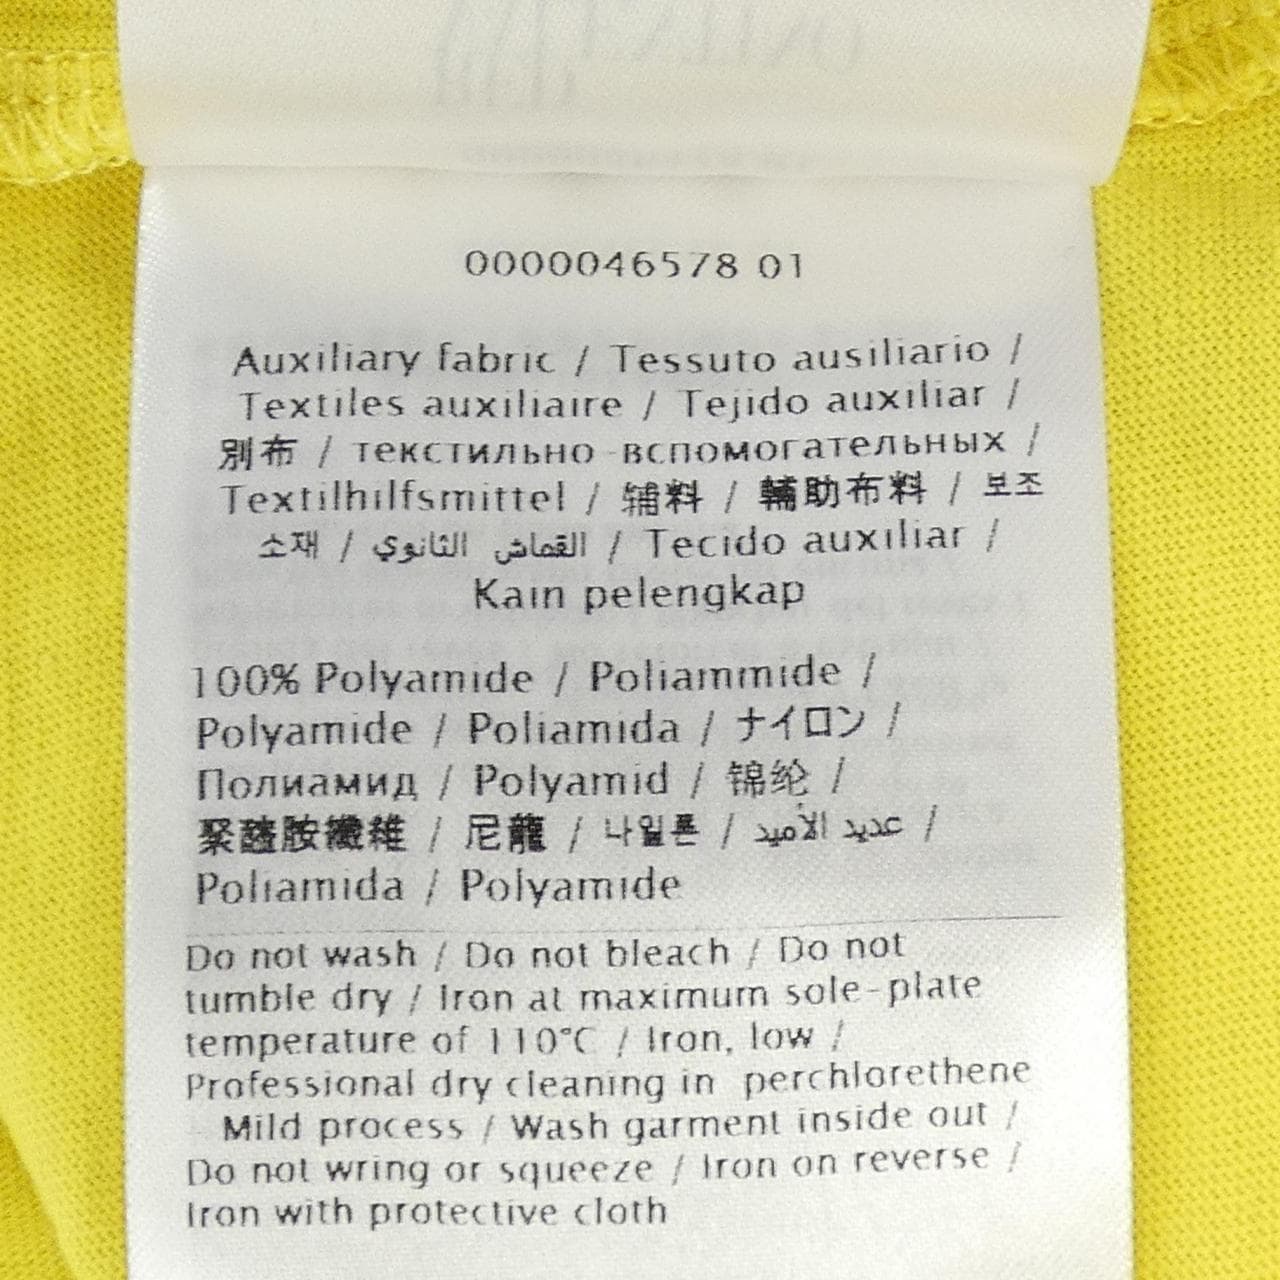 0000046578 01
Auxiliary fabric / Tessuto ausiliario /
Textiles auxiliaire / Tejido auxiliar /
別布 / текстильно-вспомогательных /
Textilhilfsmittel / 辅料 / 輔助布料 / 보조
소재 / القماش الثانوي / Tecido auxiliar /
Kain pelengkap
100% Polyamide / Poliammide /
Polyamide / Poliamida / ナイロン /
Полиамид / Polyamid / 锦纶 /
聚醯胺纖維 / 尼龍 / 나일론 / عديد الأميد /
Poliamida / Polyamide
Do not wash / Do not bleach / Do not
tumble dry / Iron at maximum sole-plate
temperature of 110°C / Iron, low /
Professional dry cleaning in perchlorethene
- Mild process / Wash garment inside out /
Do not wring or squeeze / Iron on reverse /
Iron with protective cloth